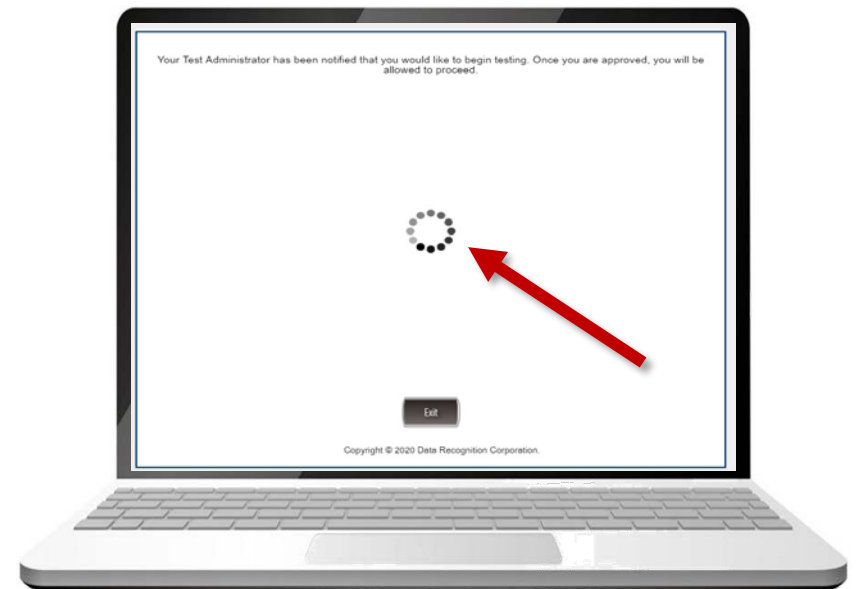 Your Test Administrator has been notified that you would like to begin testing. Once you are approved, you will be
allowed to proceed.
Exit
Copyright © 2020 Data Recognition Corporation.